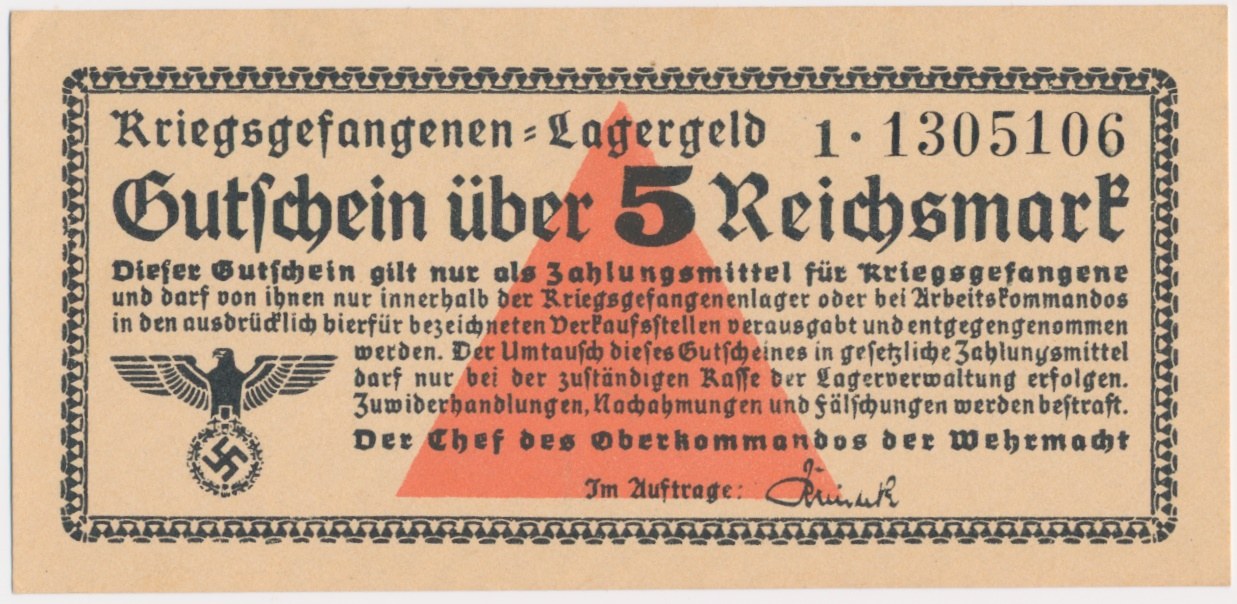 Kriegsgefangenen-Lagergeld 1·1305106
Gutschein über 5 Reichsmark
Dieser Gutschein gilt nur als Zahlungsmittel für Kriegsgefangene
und darf von ihnen nur innerhalb der Kriegsgefangenenlager oder bei Arbeitskommandos
in den ausdrücklich hierfür bezeichneten Verkaufsstellen verausgabt und entgegengenommen
werden. Der Umtausch dieses Gutscheines in gesetzliche Zahlungsmittel
darf nur bei der zuständigen Kasse der Lagerverwaltung erfolgen.
Zuwiderhandlungen, Nachahmungen und Fälschungen werden bestraft.
Der Chef des Oberkommandos der Wehrmacht
Im Auftrage: